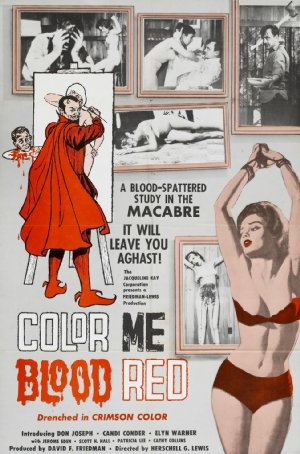 A BLOOD-SPATTERED
STUDY IN THE
MACABRE
IT WILL
LEAVE YOU
AGHAST!
The
JACQUELINE KAY
Corporation
presents a
FRIEDMAN-LEWIS
Production
COLOR ME
BLOOD RED
Drenched in CRIMSON COLOR
Introducing DON JOSEPH • CANDI CONDER • ELYN WARNER
with JEROME EDEN • SCOTT H. HALL • PATRICIA LEE • CATHY COLLINS
Produced by DAVID F. FRIEDMAN • Directed by HERSCHELL G. LEWIS